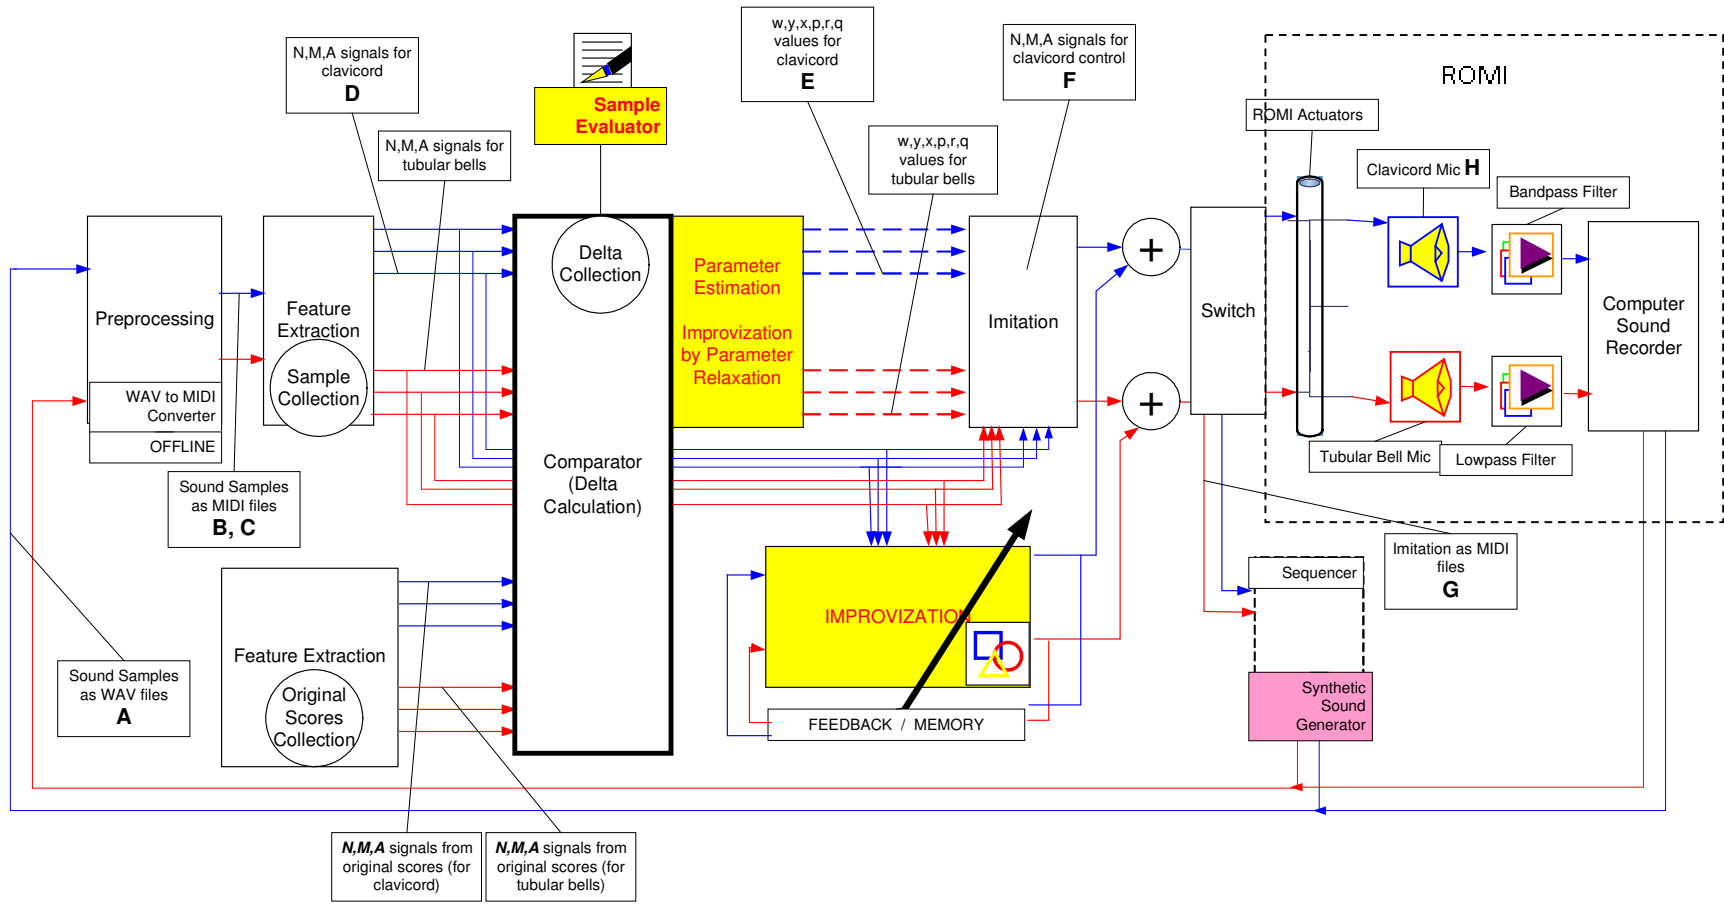 N,M,A signals for
clavicord
D
N,M,A signals for
tubular bells
Sample
Evaluator
w,y,x,p,r,q
values for
clavicord
E
w,y,x,p,r,q
values for
tubular bells
N,M,A signals for
clavicord control
F
ROMI
ROMI Actuators
Clavicord Mic H
Bandpass Filter
Preprocessing
WAV to MIDI
Converter
OFFLINE
Feature
Extraction
Sample
Collection
Delta
Collection
Comparator
(Delta
Calculation)
Parameter
Estimation
Improvization
by Parameter
Relaxation
Imitation
+
+
Switch
Computer
Sound
Recorder
Tubular Bell Mic
Lowpass Filter
Sound Samples
as MIDI files
B, C
Imitation as MIDI
files
G
Feature Extraction
Original
Scores
Collection
IMPROVIZATION
FEEDBACK / MEMORY
Sequencer
Synthetic
Sound
Generator
Sound Samples
as WAV files
A
N,M,A signals from
original scores (for
clavicord)
N,M,A signals from
original scores (for
tubular bells)